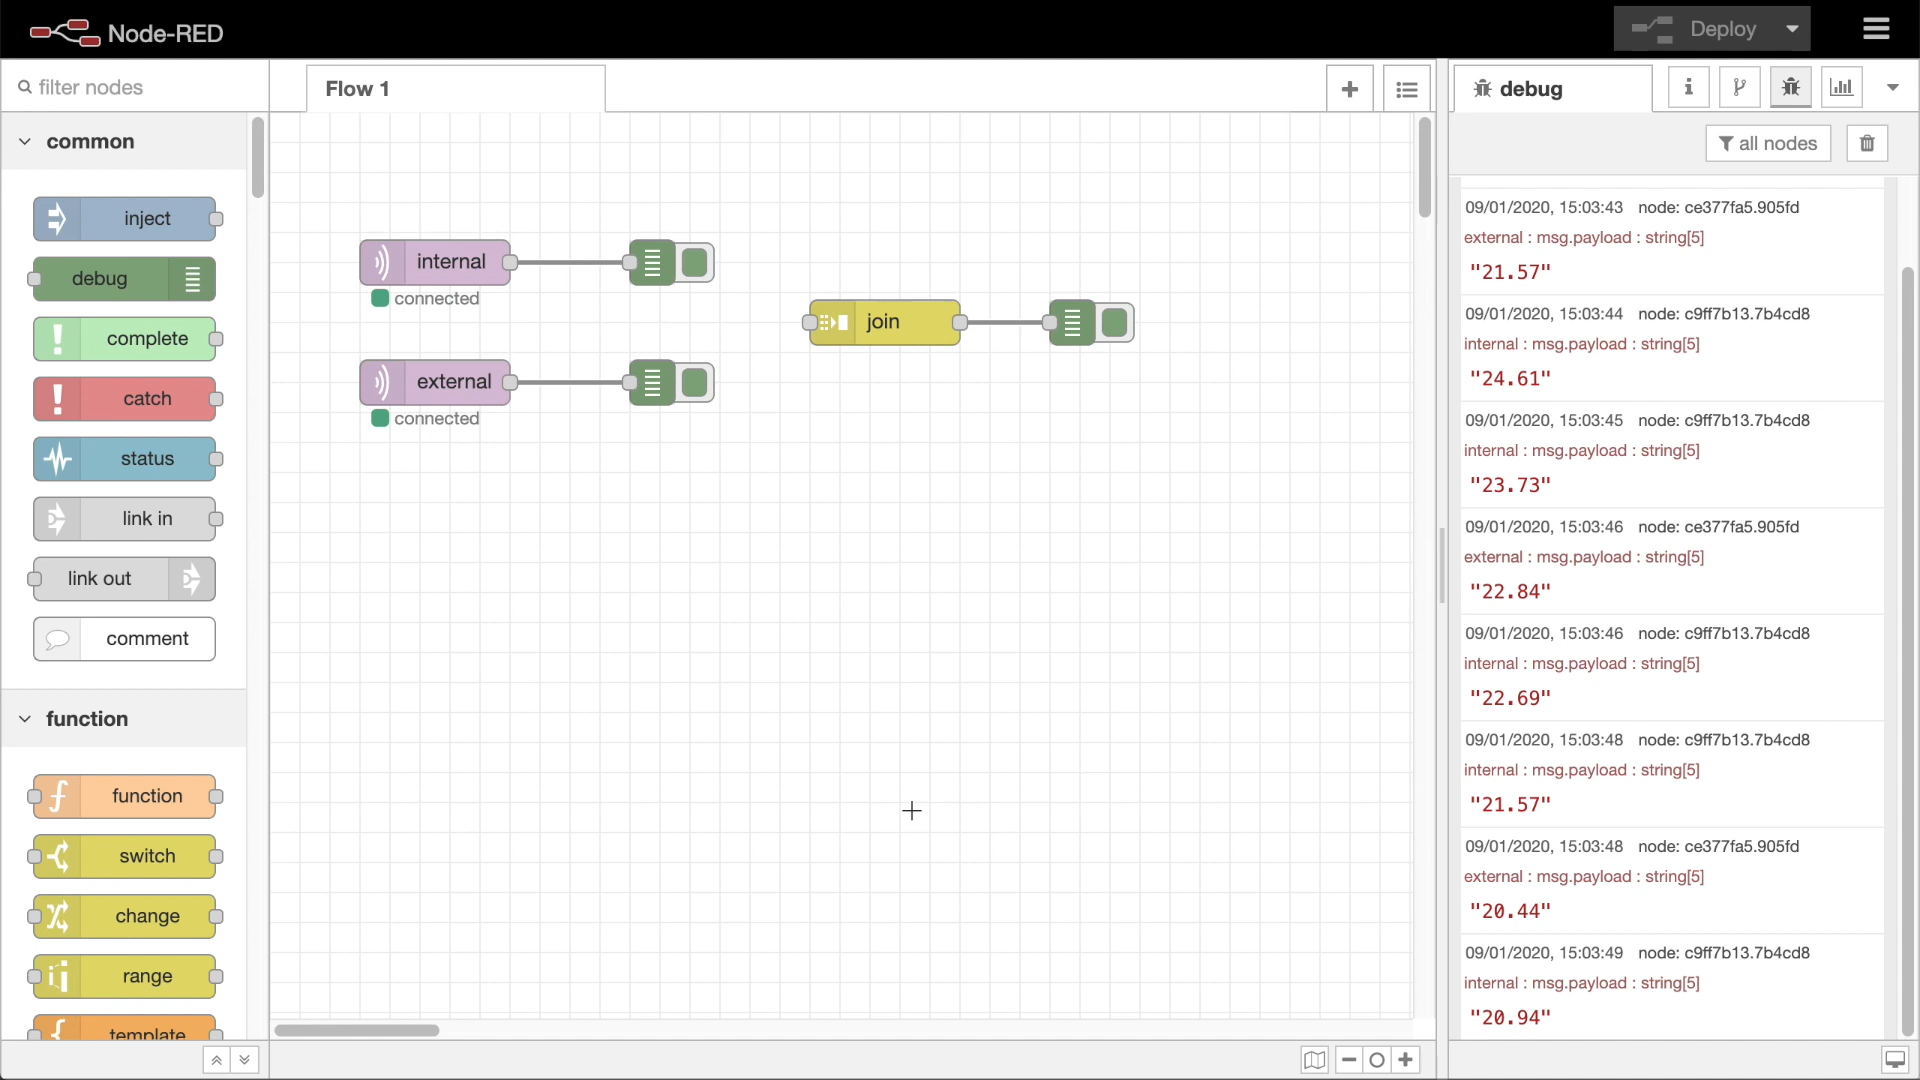 Node-RED
Deploy
filter nodes
Flow 1
debug
all nodes
common
inject
debug
complete
catch
status
link in
link out
comment
function
function
switch
change
range
template
internal
connected
external
connected
join
09/01/2020, 15:03:43 node: ce377fa5.905fd
external : msg.payload : string[5]
"21.57"
09/01/2020, 15:03:44 node: c9ff7b13.7b4cd8
internal : msg.payload : string[5]
"24.61"
09/01/2020, 15:03:45 node: c9ff7b13.7b4cd8
internal : msg.payload : string[5]
"23.73"
09/01/2020, 15:03:46 node: ce377fa5.905fd
external : msg.payload : string[5]
"22.84"
09/01/2020, 15:03:46 node: c9ff7b13.7b4cd8
internal : msg.payload : string[5]
"22.69"
09/01/2020, 15:03:48 node: c9ff7b13.7b4cd8
internal : msg.payload : string[5]
"21.57"
09/01/2020, 15:03:48 node: ce377fa5.905fd
external : msg.payload : string[5]
"20.44"
09/01/2020, 15:03:49 node: c9ff7b13.7b4cd8
internal : msg.payload : string[5]
"20.94"